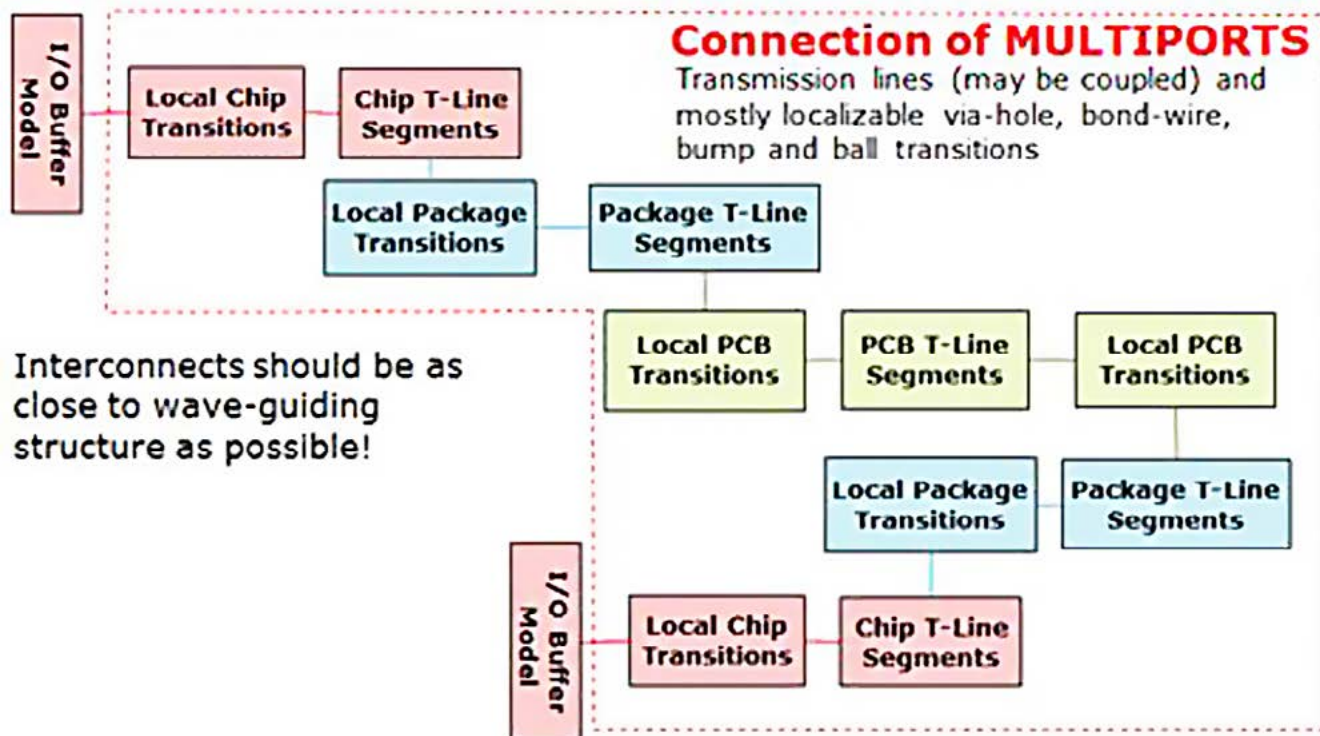 I/O Buffer
Model
Local Chip
Transitions
Chip T-Line
Segments
Connection of MULTIPORTS
Transmission lines (may be coupled) and
mostly localizable via-hole, bond-wire,
bump and ball transitions
Local Package
Transitions
Package T-Line
Segments
Local PCB
Transitions
PCB T-Line
Segments
Local PCB
Transitions
Interconnects should be as
close to wave-guiding
structure as possible!
Local Package
Transitions
Package T-Line
Segments
I/O Buffer
Model
Local Chip
Transitions
Chip T-Line
Segments